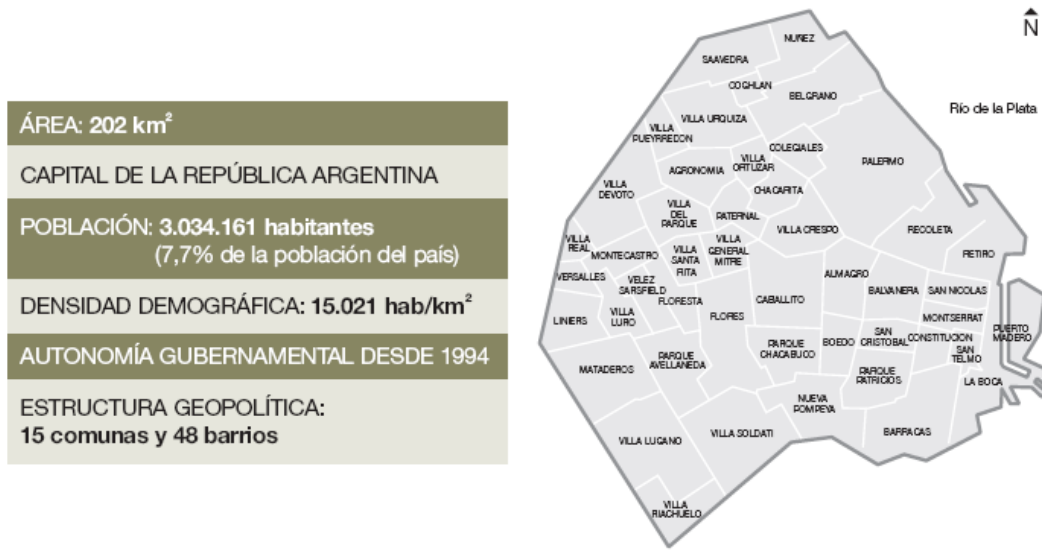 ÁREA: 202 km²
CAPITAL DE LA REPÚBLICA ARGENTINA
POBLACIÓN: 3.034.161 habitantes
(7,7% de la población del país)
DENSIDAD DEMOGRÁFICA: 15.021 hab/km²
AUTONOMÍA GUBERNAMENTAL DESDE 1994
ESTRUCTURA GEOPOLÍTICA:
15 comunas y 48 barrios
N
Río de la Plata
NUÑEZ
SAAVEDRA
COGHLAN
BELGRANO
VILLA URQUIZA
VILLA
PUEYRREDON
COLEGIALES
VILLA
ORTUZAR
PALERMO
AGRONOMIA
CHACARITA
VILLA
DEVOTO
VILLA
DEL
PARQUE
PATERNAL
VILLA CRESPO
RECOLETA
VILLA
REAL
MONTECASTRO
VILLA
SANTA
RITA
VILLA
GENERAL
MITRE
RETIRO
VERSALLES
VELEZ
SARSFIELD
ALMAGRO
BALVANERA
SAN NICOLAS
FLORESTA
CABALLITO
LINIERS
VILLA
LURO
FLORES
MONTSERRAT
PUERTO
MADERO
PARQUE
CHACABUCO
BOEDO
SAN
CRISTOBAL
CONSTITUCION
SAN
TELMO
MATADEROS
PARQUE
AVELLANEDA
PARQUE
PATRICIOS
LA BOCA
NUEVA
POMPEYA
VILLA LUGANO
VILLA SOLDATI
BARRACAS
VILLA
RIACHUELO